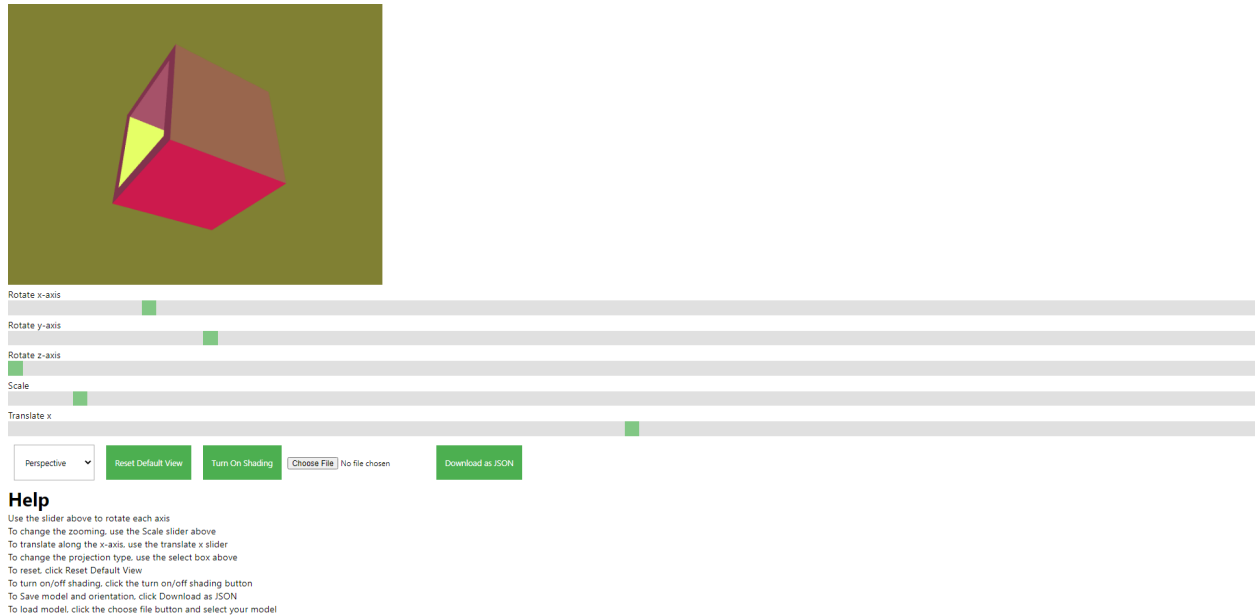 Rotate x-axis
Rotate y-axis
Rotate z-axis
Scale
Translate x
Perspective Reset Default View Turn On Shading Choose File No file chosen Download as JSON
Help
Use the slider above to rotate each axis
To change the zooming, use the Scale slider above
To translate along the x-axis, use the translate x slider
To change the projection type, use the select box above
To reset, click Reset Default View
To turn on/off shading, click the turn on/off shading button
To Save model and orientation, click Download as JSON
To load model, click the choose file button and select your model